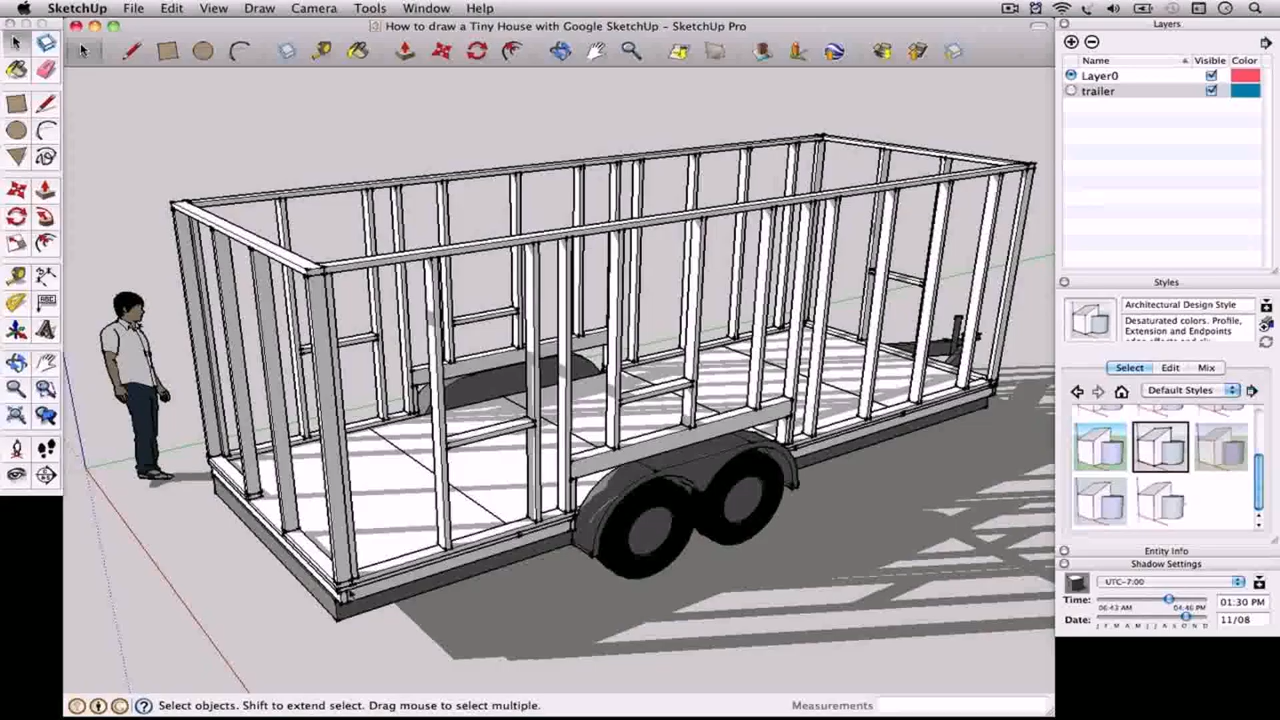 SketchUp File Edit View Draw Camera Tools Window Help
How to draw a Tiny House with Google SketchUp – SketchUp Pro
Layers
Name Visible Color
Layer0
trailer
Styles
Architectural Design Style
Desaturated colors. Profile,
Extension and Endpoints
Select Edit Mix
Default Styles
Entity Info
Shadow Settings
UTC-7:00
Time: 06:43 AM 04:46 PM 01:30 PM
Date: J F M A M J J A S O N D 11/08
Select objects. Shift to extend select. Drag mouse to select multiple. Measurements